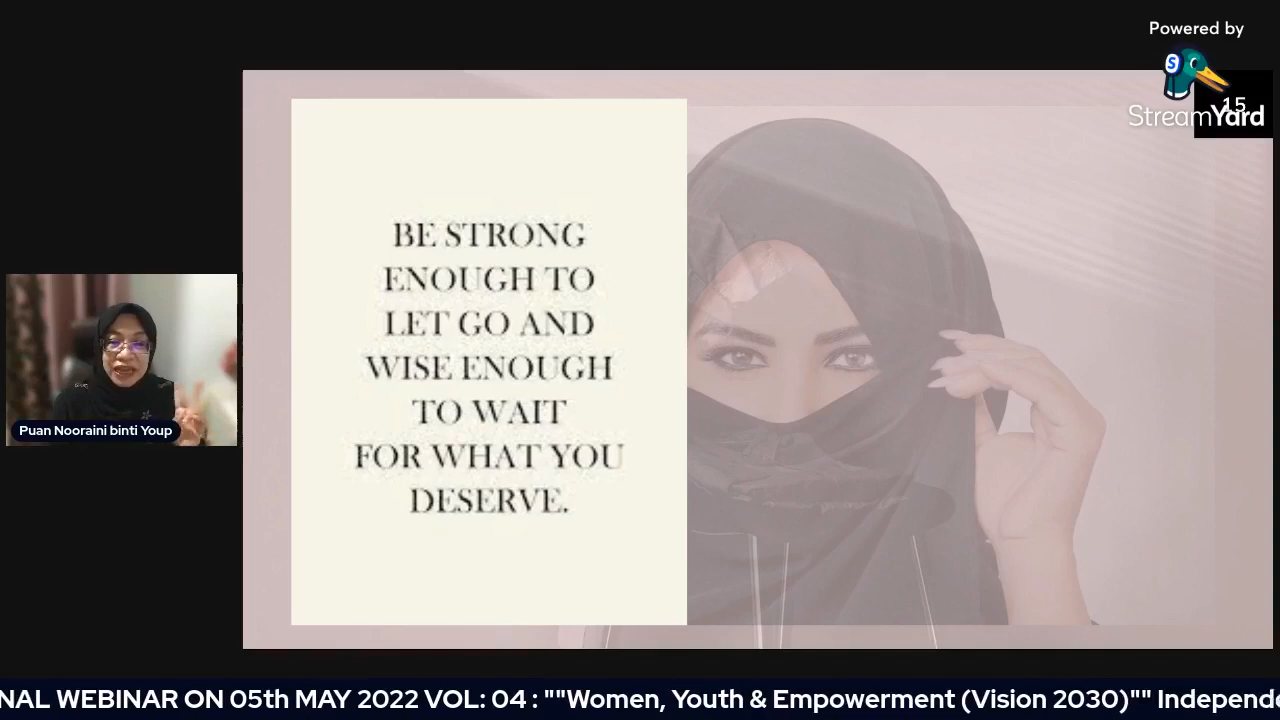 Powered by
StreamYard
15
BE STRONG
ENOUGH TO
LET GO AND
WISE ENOUGH
TO WAIT
FOR WHAT YOU
DESERVE.
Puan Nooraini binti Youp
NAL WEBINAR ON 05th MAY 2022 VOL: 04 : ""Women, Youth & Empowerment (Vision 2030)"" Independ